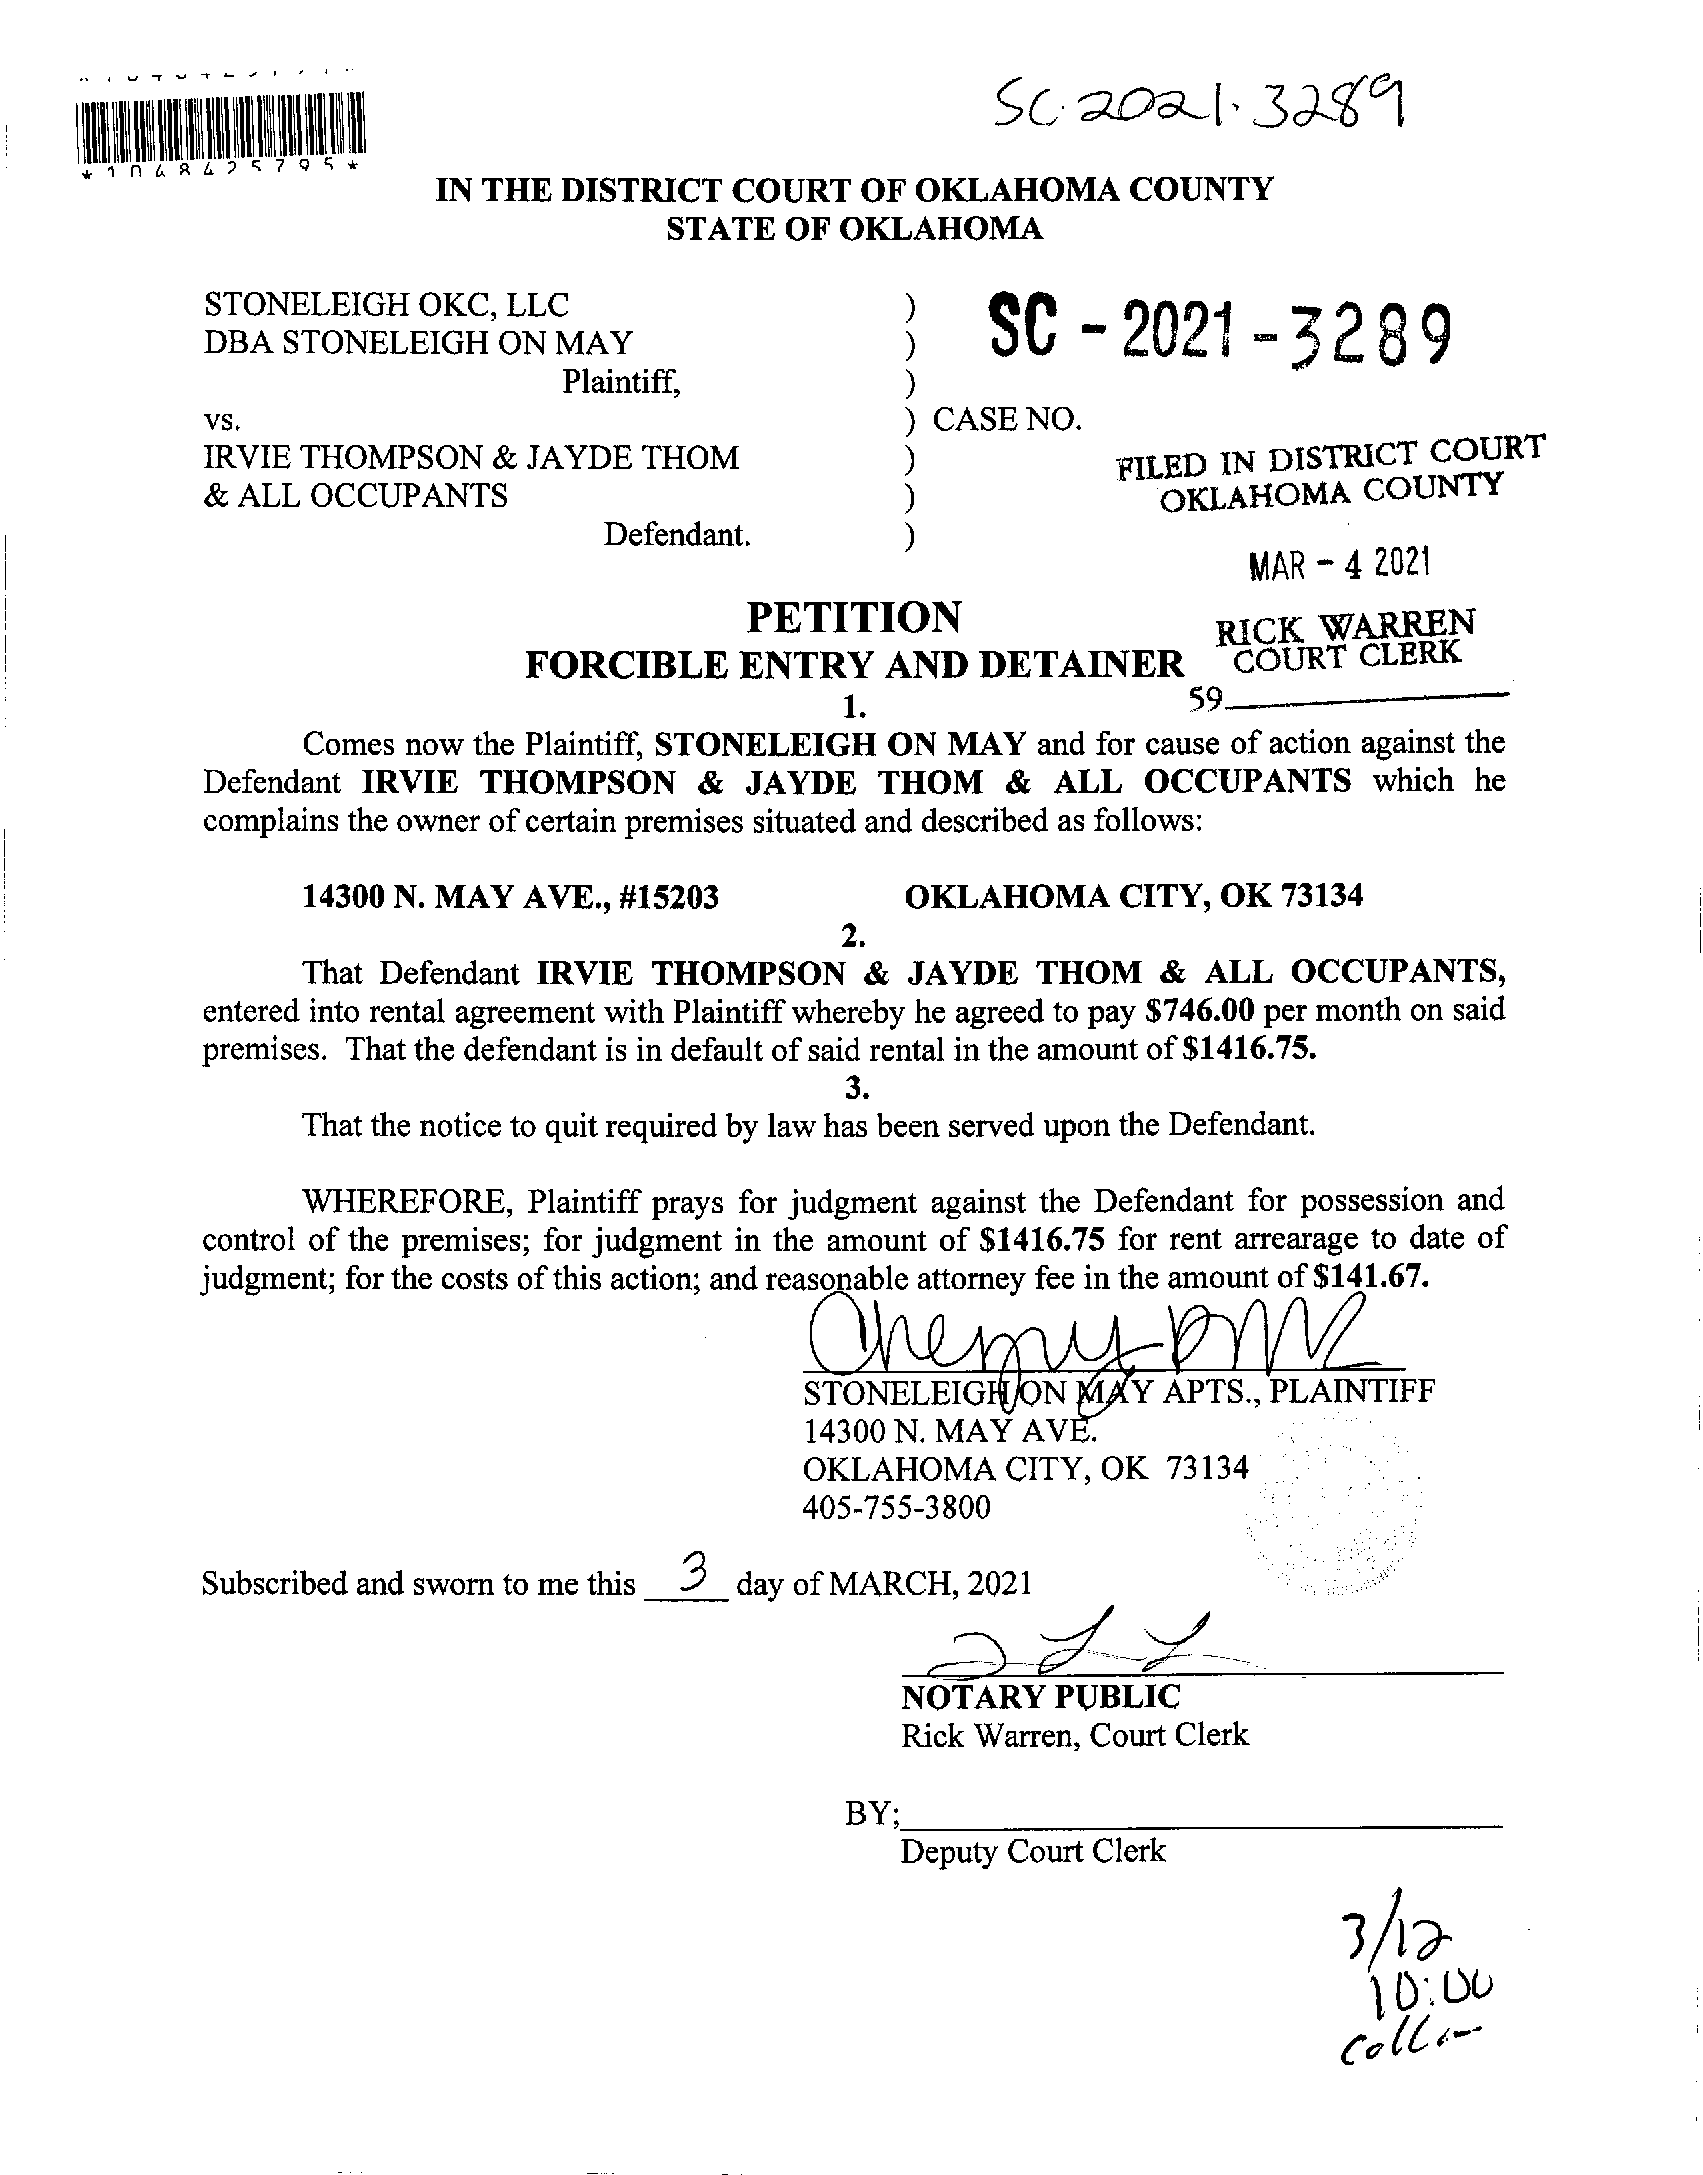 SC-2021-3289
*1048425795*
IN THE DISTRICT COURT OF OKLAHOMA COUNTY
STATE OF OKLAHOMA
STONELEIGH OKC, LLC )
DBA STONELEIGH ON MAY ) SC - 2021 - 3289
Plaintiff, )
vs. ) CASE NO.
IRVIE THOMPSON & JAYDE THOM )
& ALL OCCUPANTS )
Defendant. )
FILED IN DISTRICT COURT
OKLAHOMA COUNTY
MAR - 4 2021
RICK WARREN
COURT CLERK
59
PETITION
FORCIBLE ENTRY AND DETAINER
1.
Comes now the Plaintiff, STONELEIGH ON MAY and for cause of action against the
Defendant IRVIE THOMPSON & JAYDE THOM & ALL OCCUPANTS which he
complains the owner of certain premises situated and described as follows:
14300 N. MAY AVE., #15203 OKLAHOMA CITY, OK 73134
2.
That Defendant IRVIE THOMPSON & JAYDE THOM & ALL OCCUPANTS,
entered into rental agreement with Plaintiff whereby he agreed to pay $746.00 per month on said
premises. That the defendant is in default of said rental in the amount of $1416.75.
3.
That the notice to quit required by law has been served upon the Defendant.
WHEREFORE, Plaintiff prays for judgment against the Defendant for possession and
control of the premises; for judgment in the amount of $1416.75 for rent arrearage to date of
judgment; for the costs of this action; and reasonable attorney fee in the amount of $141.67.
STONELEIGH ON MAY APTS., PLAINTIFF
14300 N. MAY AVE.
OKLAHOMA CITY, OK 73134
405-755-3800
Subscribed and sworn to me this 3 day of MARCH, 2021
NOTARY PUBLIC
Rick Warren, Court Clerk
BY;
Deputy Court Clerk
3/12
10:00